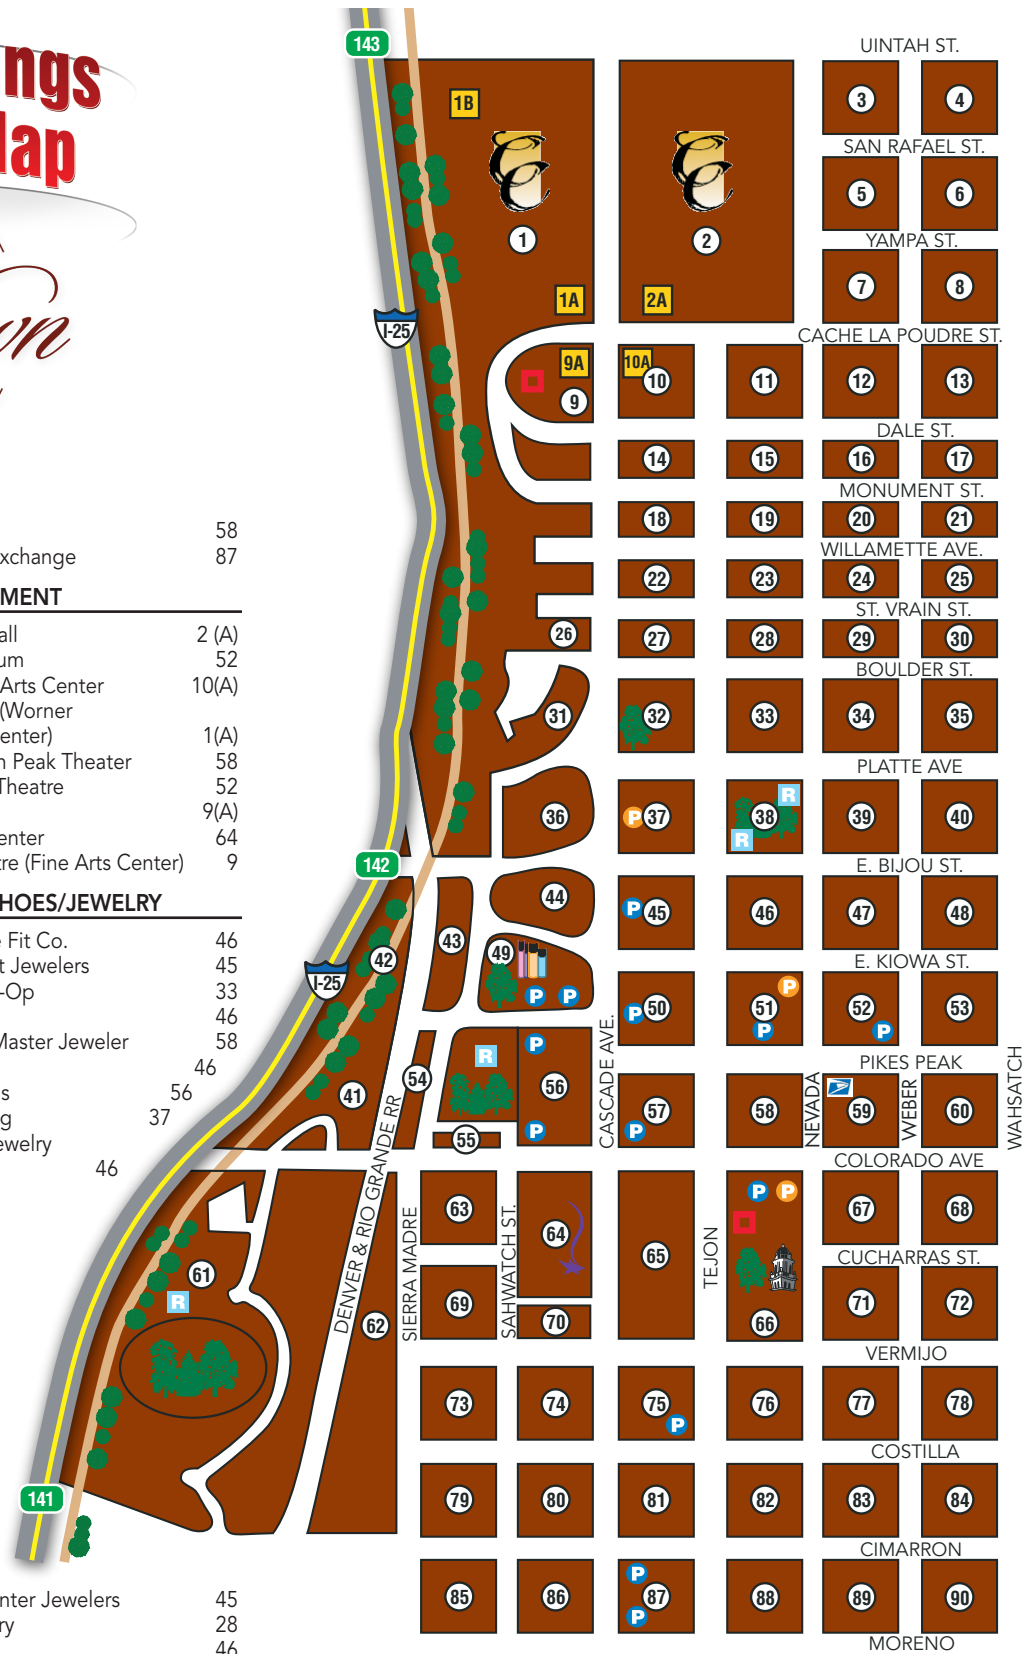 ngs
ap
on
58
xchange 87
MENT
all 2 (A)
um 52
Arts Center 10(A)
(Worner
enter) 1(A)
n Peak Theater 58
Theatre 52
9(A)
enter 64
tre (Fine Arts Center) 9
HOES/JEWELRY
e Fit Co. 46
t Jewelers 45
-Op 33
46
Master Jeweler 58
46
s 56
g 37
ewelry
46
nter Jewelers 45
ry 28
46
143
UINTAH ST.
1B
3 4
SAN RAFAEL ST.
CC CC
5 6
1 2
YAMPA ST.
7 8
1A 2A
I-25
CACHE LA POUDRE ST.
9A 10A
9 10 11 12 13
DALE ST.
14 15 16 17
MONUMENT ST.
18 19 20 21
WILLAMETTE AVE.
22 23 24 25
ST. VRAIN ST.
26 27 28 29 30
BOULDER ST.
31 32 33 34 35
PLATTE AVE
R
36 P 37 38 39 40
R
142
E. BIJOU ST.
44 P 45 46 47 48
43
42 49
E. KIOWA ST.
I-25
P P P 50 P 51 P 52 P 53
CASCADE AVE.
P
R
PIKES PEAK
WAHSATCH
NEVADA
WEBER
41 54 56 57 58 59 60
P P
55
DENVER & RIO GRANDE RR
COLORADO AVE
P P
63 64 65 67 68
SIERRA MADRE
SAHWATCH ST.
TEJON
CUCHARRAS ST.
61
R
62 69 70 66 71 72
VERMIJO
73 74 75 P 76 77 78
COSTILLA
141
79 80 81 82 83 84
CIMARRON
85 86 P 87 P 88 89 90
MORENO